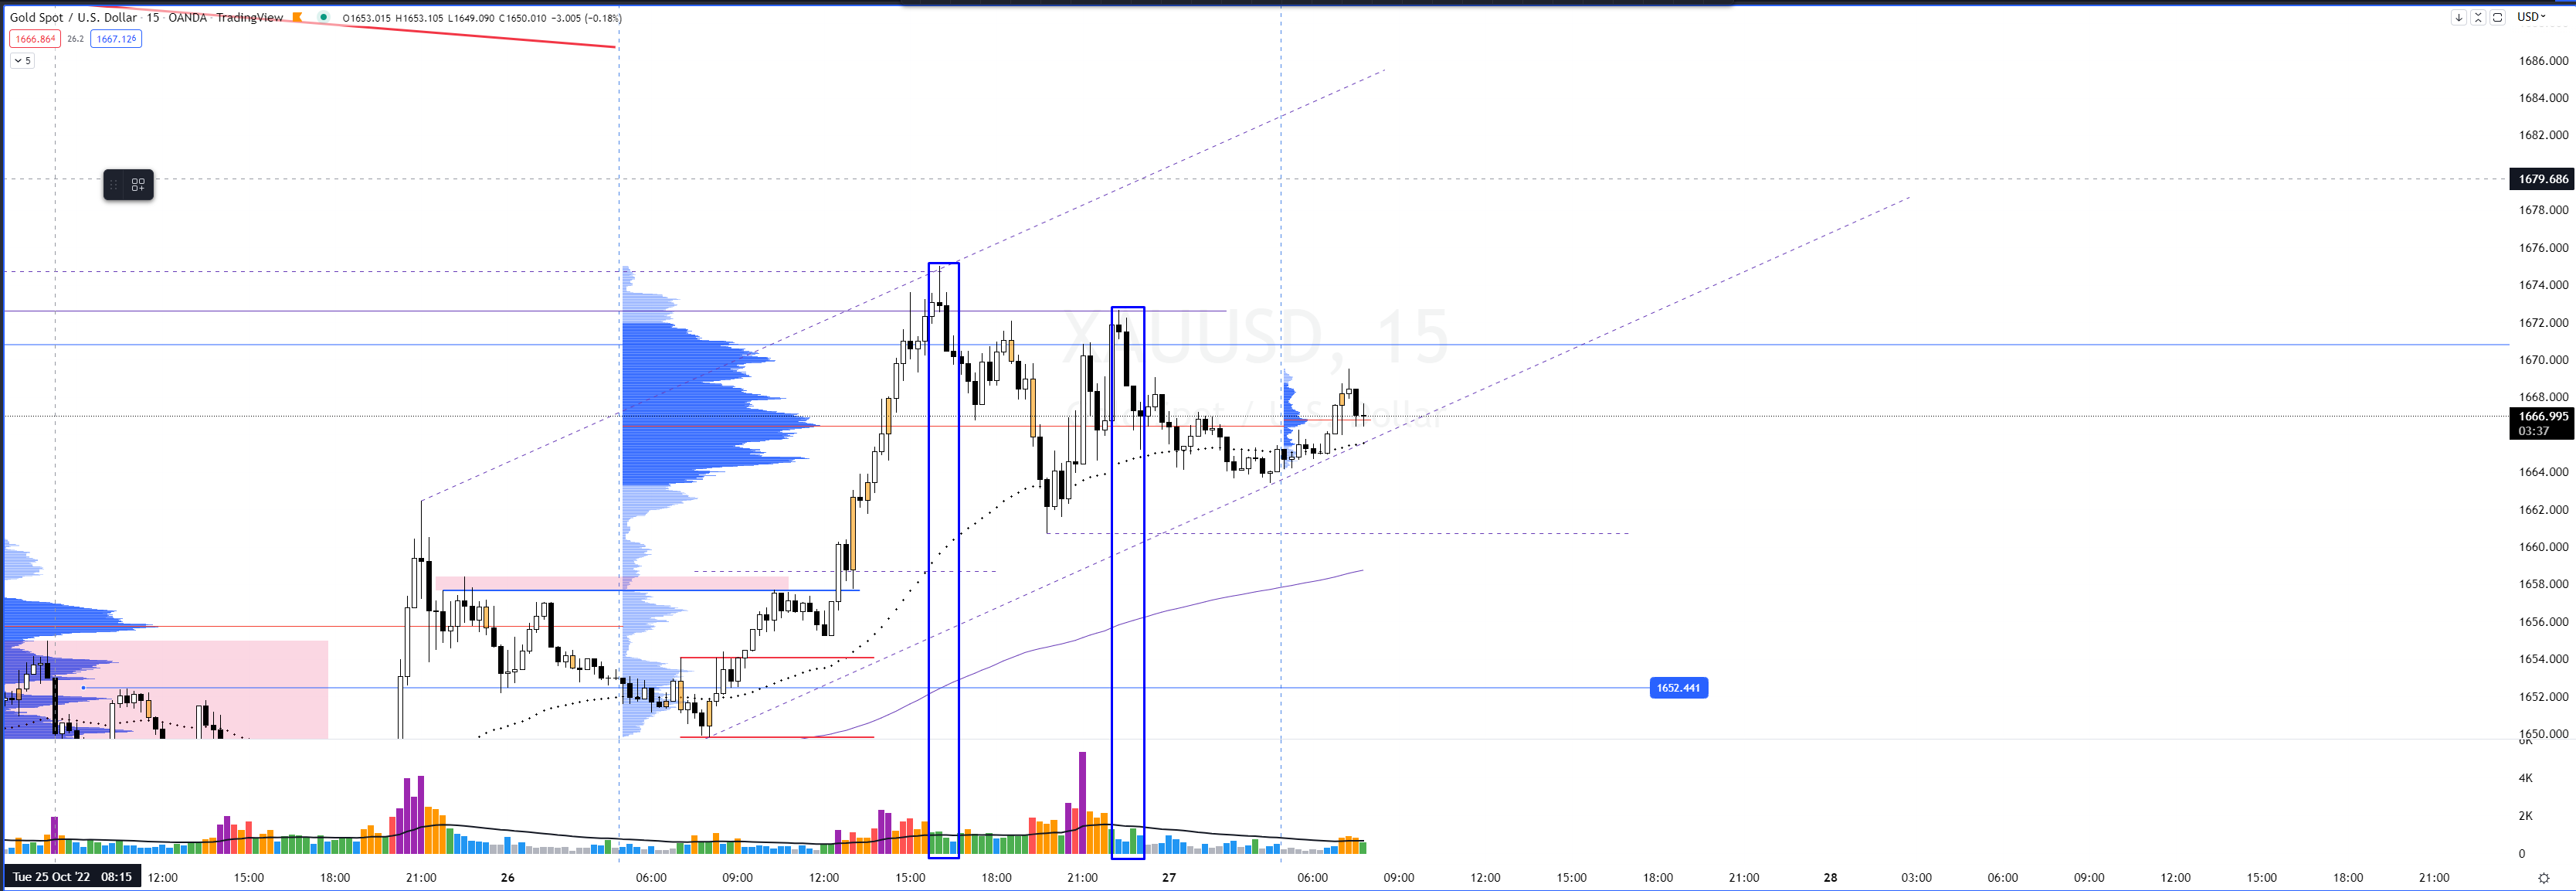 Gold Spot / U.S. Dollar · 15 · OANDA · TradingView O1653.015 H1653.105 L1649.090 C1650.010 −3.005 (−0.18%)
USD
1666.864 26.2 1667.126
5
1686.000
1684.000
1682.000
1679.686
1678.000
1676.000
1674.000
XAUUSD, 15
1672.000
1670.000
1668.000
Gold Spot / U.S. Dollar
1666.995
03:37
1664.000
1662.000
1660.000
1658.000
1656.000
1654.000
1652.441
1652.000
1650.000
6K
4K
2K
0
Tue 25 Oct '22 08:15 12:00 15:00 18:00 21:00 26 06:00 09:00 12:00 15:00 18:00 21:00 27 06:00 09:00 12:00 15:00 18:00 21:00 28 03:00 06:00 09:00 12:00 15:00 18:00 21:00